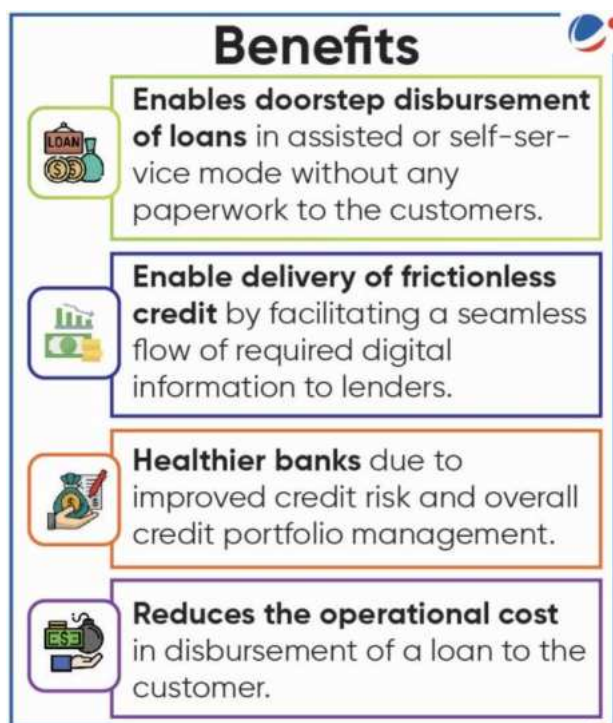 Benefits
Enables doorstep disbursement
of loans in assisted or self-ser-
vice mode without any
paperwork to the customers.
LOAN
Enable delivery of frictionless
credit by facilitating a seamless
flow of required digital
information to lenders.
Healthier banks due to
improved credit risk and overall
credit portfolio management.
Reduces the operational cost
in disbursement of a loan to the
customer.